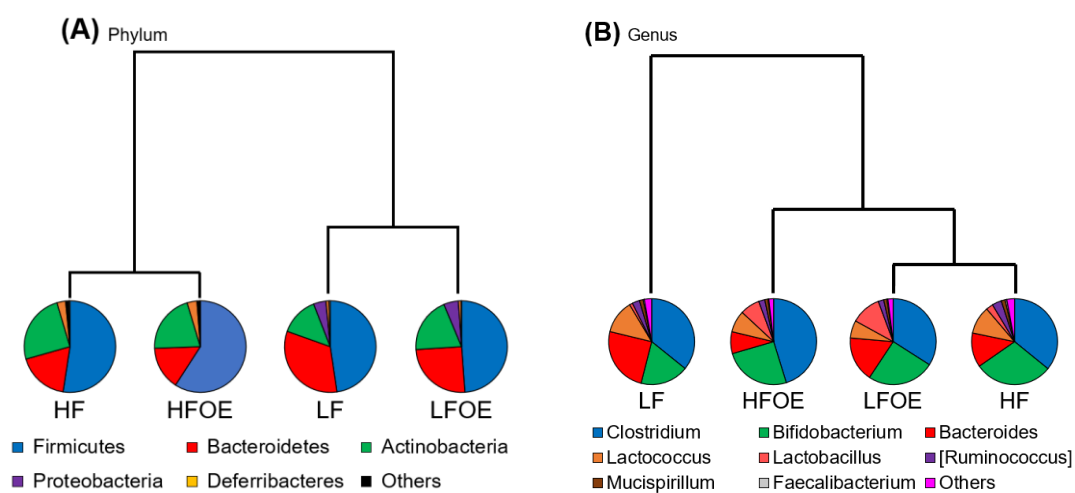 (A) Phylum
HF HFOE LF LFOE
Firmicutes Bacteroidetes Actinobacteria
Proteobacteria Deferribacteres Others
(B) Genus
LF HFOE LFOE HF
Clostridium Bifidobacterium Bacteroides
Lactococcus Lactobacillus [Ruminococcus]
Mucispirillum Faecalibacterium Others